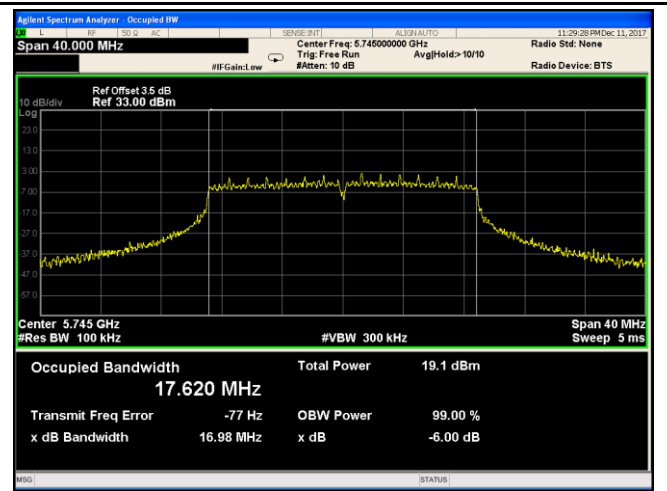 Agilent Spectrum Analyzer - Occupied BW
L RF 50 Ω AC SENSE:INT ALIGN AUTO 11:29:28 PM Dec 11, 2017
Span 40.000 MHz Center Freq: 5.745000000 GHz Radio Std: None
Trig: Free Run Avg|Hold:> 10/10
#IFGain:Low #Atten: 10 dB Radio Device: BTS
Ref Offset 3.5 dB
10 dB/div Ref 33.00 dBm
Log
23.0
13.0
3.00
-7.00
-17.0
-27.0
-37.0
-47.0
-57.0
Center 5.745 GHz Span 40 MHz
#Res BW 100 kHz #VBW 300 kHz Sweep 5 ms
Occupied Bandwidth Total Power 19.1 dBm
17.620 MHz
Transmit Freq Error -77 Hz OBW Power 99.00 %
x dB Bandwidth 16.98 MHz x dB -6.00 dB
MSG STATUS